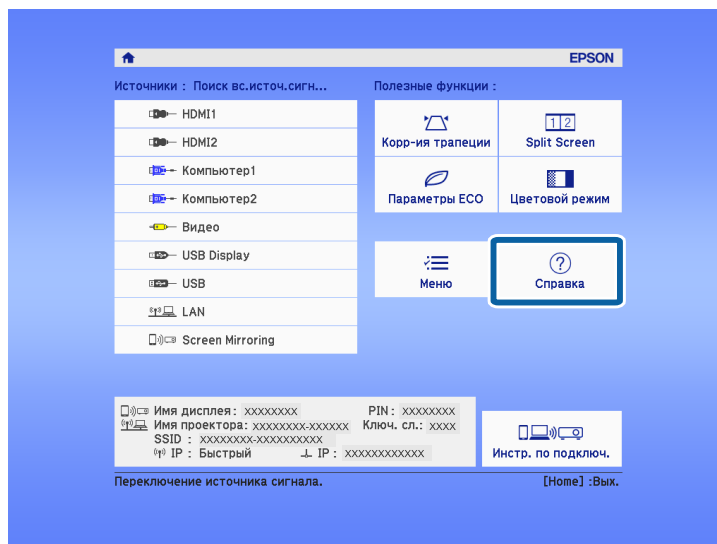 EPSON
Источники : Поиск вс.источ.сигн...
Полезные функции :
HDMI1
HDMI2
Компьютер1
Компьютер2
Видео
USB Display
USB
LAN
Screen Mirroring
Корр-ия трапеции
1 2
Split Screen
Параметры ECO
Цветовой режим
Меню
?
Справка
Имя дисплея : XXXXXXXX
PIN : XXXXXXXX
Имя проектора: XXXXXXXX-XXXXXX
Ключ. сл.: XXXX
SSID : XXXXXXXX-XXXXXXXXXX
IP : Быстрый
IP : XXXXXXXXXXXX
Инстр. по подключ.
Переключение источника сигнала.
[Home] :Вых.